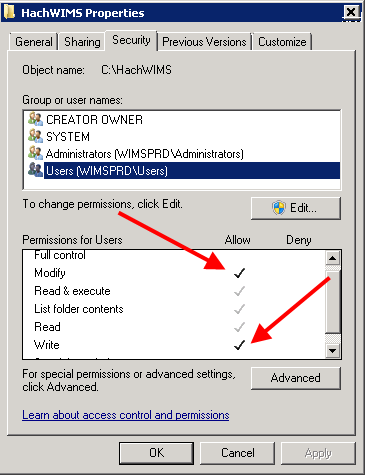 HachWIMS Properties
General
Sharing
Security
Previous Versions
Customize
Object name: C:\HachWIMS
Group or user names:
CREATOR OWNER
SYSTEM
Administrators (WIMSPRD\Administrators)
Users (WIMSPRD\Users)
To change permissions, click Edit.
Edit...
Permissions for Users Allow Deny
Full control
Modify
Read & execute
List folder contents
Read
Write
For special permissions or advanced settings,
click Advanced.
Advanced
Learn about access control and permissions
OK
Cancel
Apply